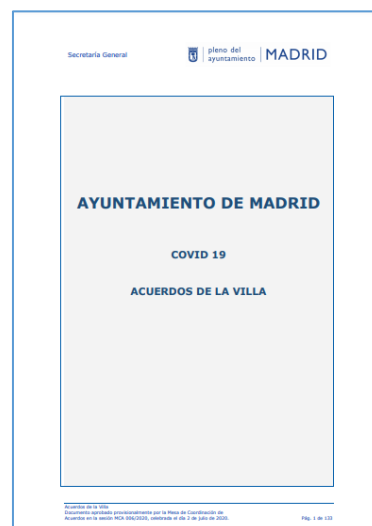 Secretaría General
pleno del
ayuntamiento
MADRID
AYUNTAMIENTO DE MADRID
COVID 19
ACUERDOS DE LA VILLA
Acuerdos de la Villa
Documento aprobado provisionalmente por la Mesa de Coordinación de
Acuerdos en la sesión MCA 006/2020, celebrada el día 2 de julio de 2020.
Pág. 1 de 133